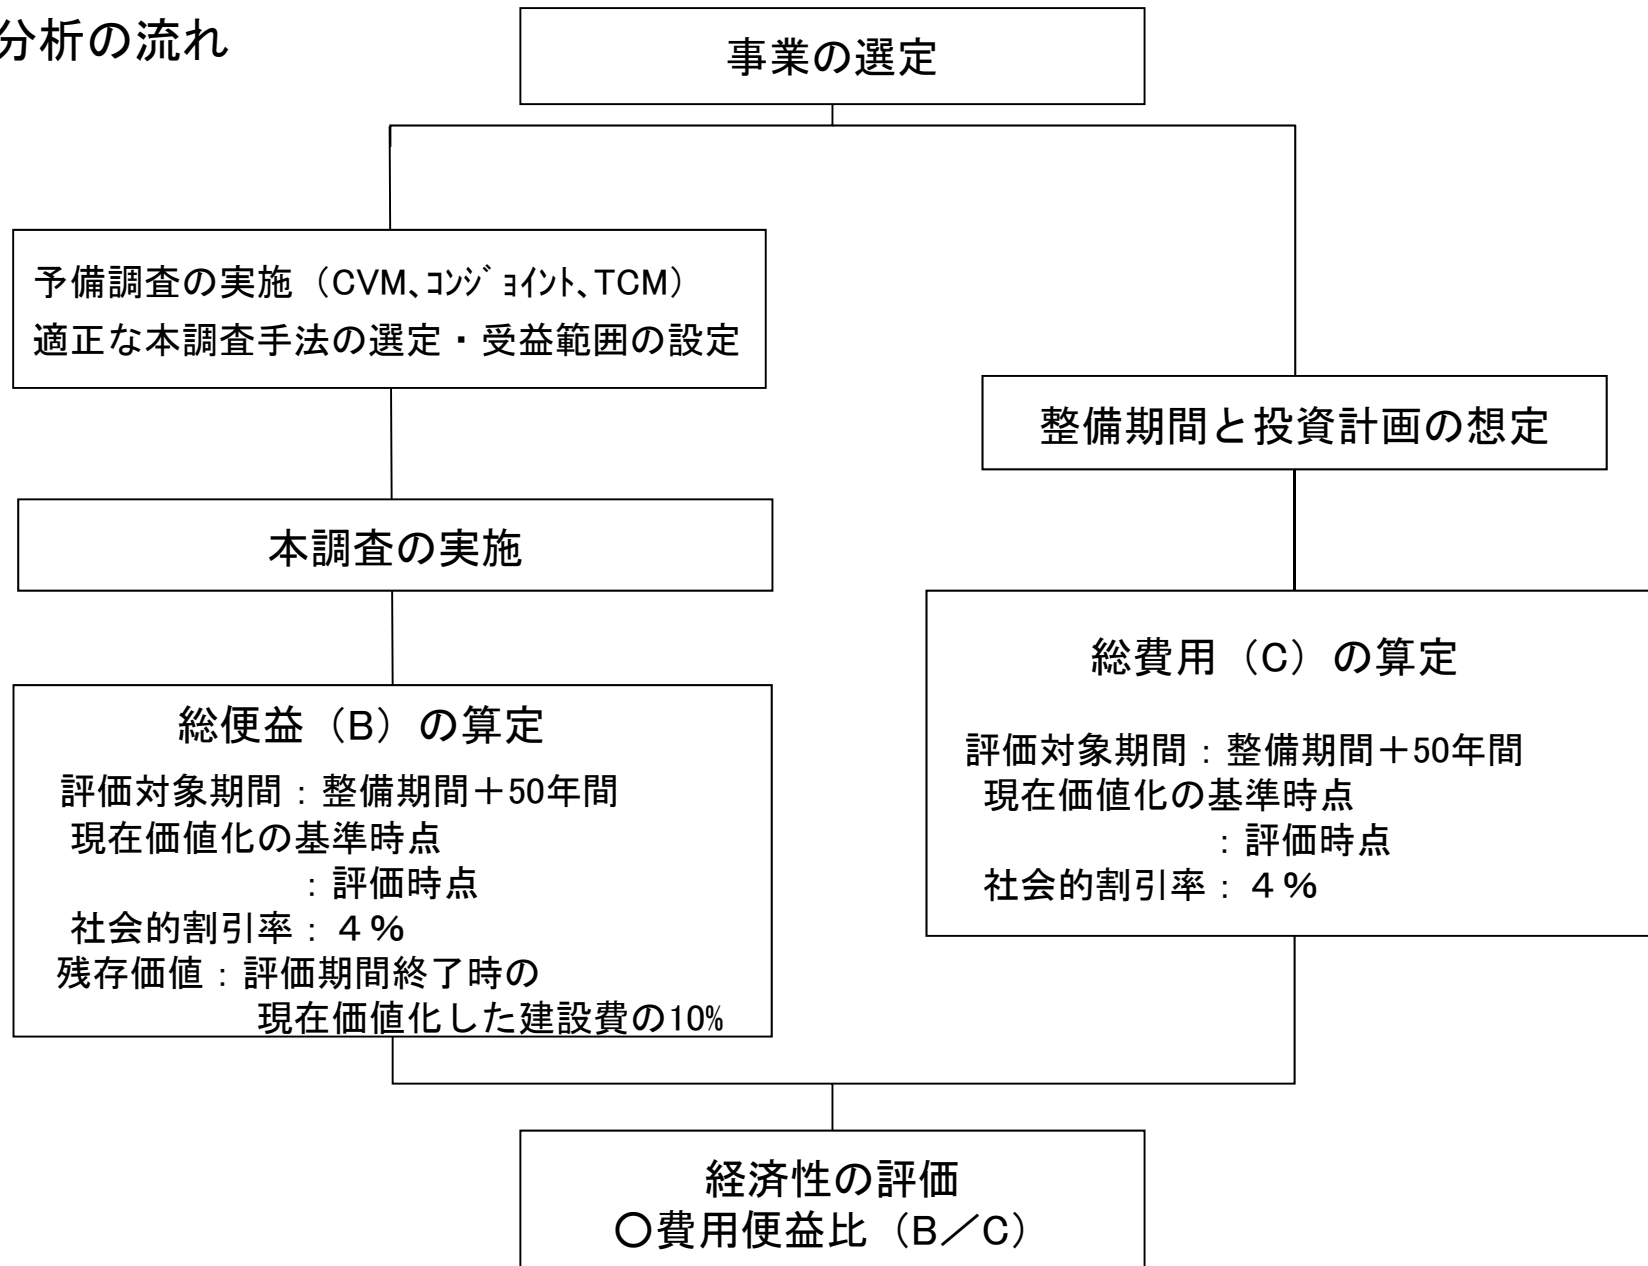 分析の流れ
事業の選定
予備調査の実施（CVM、ｺﾝｼﾞｮｲﾝﾄ、TCM）
適正な本調査手法の選定・受益範囲の設定
本調査の実施
総便益（B）の算定
評価対象期間：整備期間＋50年間
現在価値化の基準時点
：評価時点
社会的割引率：４％
残存価値：評価期間終了時の
現在価値化した建設費の10%
整備期間と投資計画の想定
総費用（C）の算定
評価対象期間：整備期間＋50年間
現在価値化の基準時点
：評価時点
社会的割引率：４％
経済性の評価
〇費用便益比（B／C）